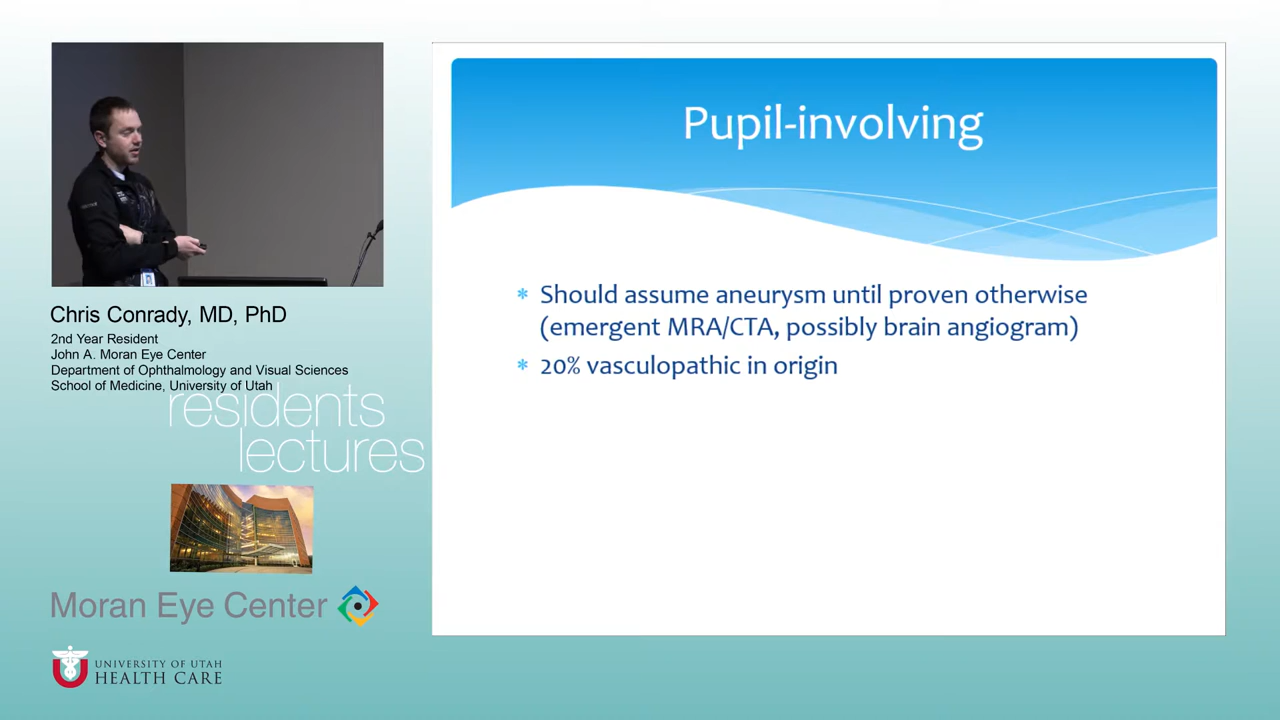 Pupil-involving
* Should assume aneurysm until proven otherwise
(emergent MRA/CTA, possibly brain angiogram)
* 20% vasculopathic in origin
Chris Conrady, MD, PhD
2nd Year Resident
John A. Moran Eye Center
Department of Ophthalmology and Visual Sciences
School of Medicine, University of Utah
residents
lectures
Moran Eye Center
U
UNIVERSITY OF UTAH
HEALTH CARE